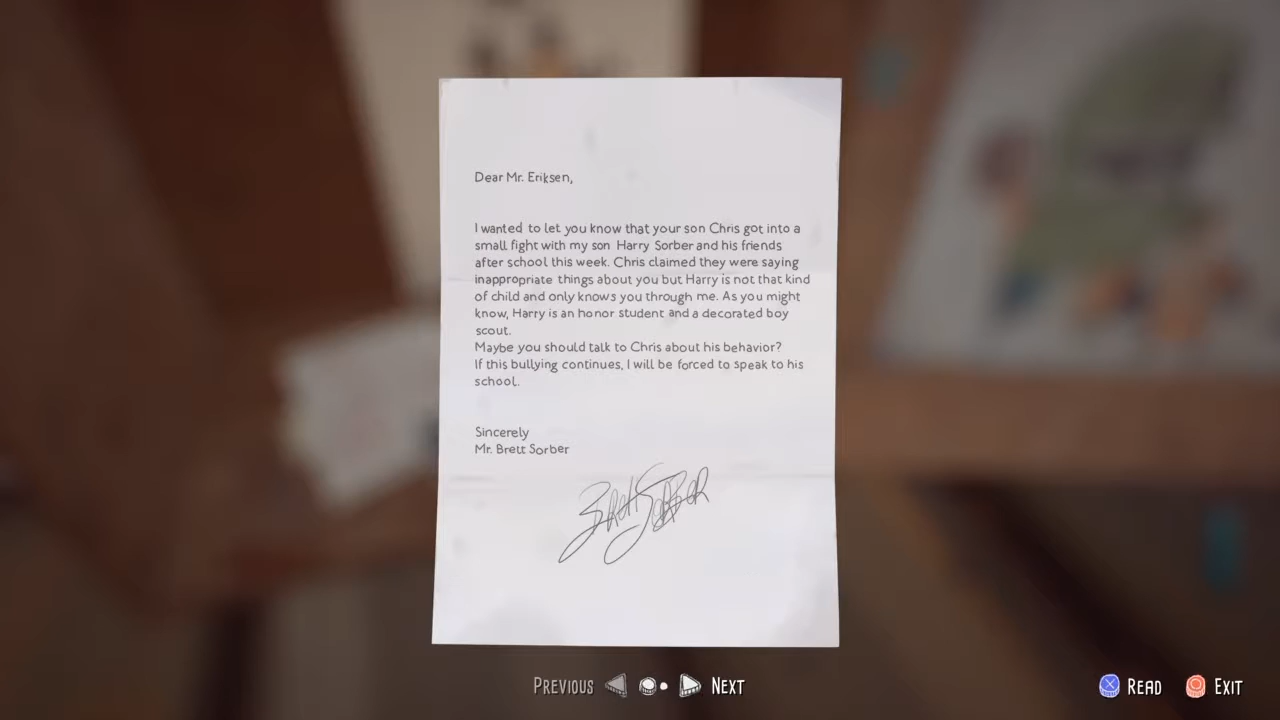 Dear Mr. Eriksen,
I wanted to let you know that your son Chris got into a
small fight with my son Harry Sorber and his friends
after school this week. Chris claimed they were saying
inappropriate things about you but Harry is not that kind
of child and only knows you through me. As you might
know, Harry is an honor student and a decorated boy
scout.
Maybe you should talk to Chris about his behavior?
If this bullying continues, I will be forced to speak to his
school.
Sincerely
Mr. Brett Sorber
Brett Sorber
PREVIOUS NEXT READ EXIT